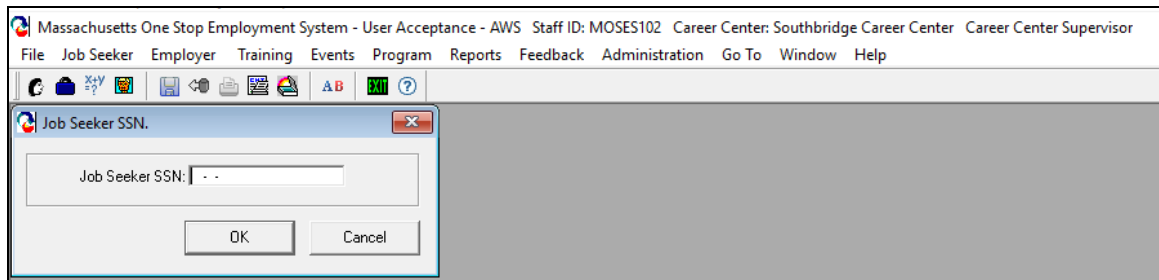 Massachusetts One Stop Employment System - User Acceptance - AWS Staff ID: MOSES102 Career Center: Southbridge Career Center Career Center Supervisor
File Job Seeker Employer Training Events Program Reports Feedback Administration Go To Window Help
X+Y =? A B EXIT ?
Job Seeker SSN.
Job Seeker SSN: - -
OK Cancel